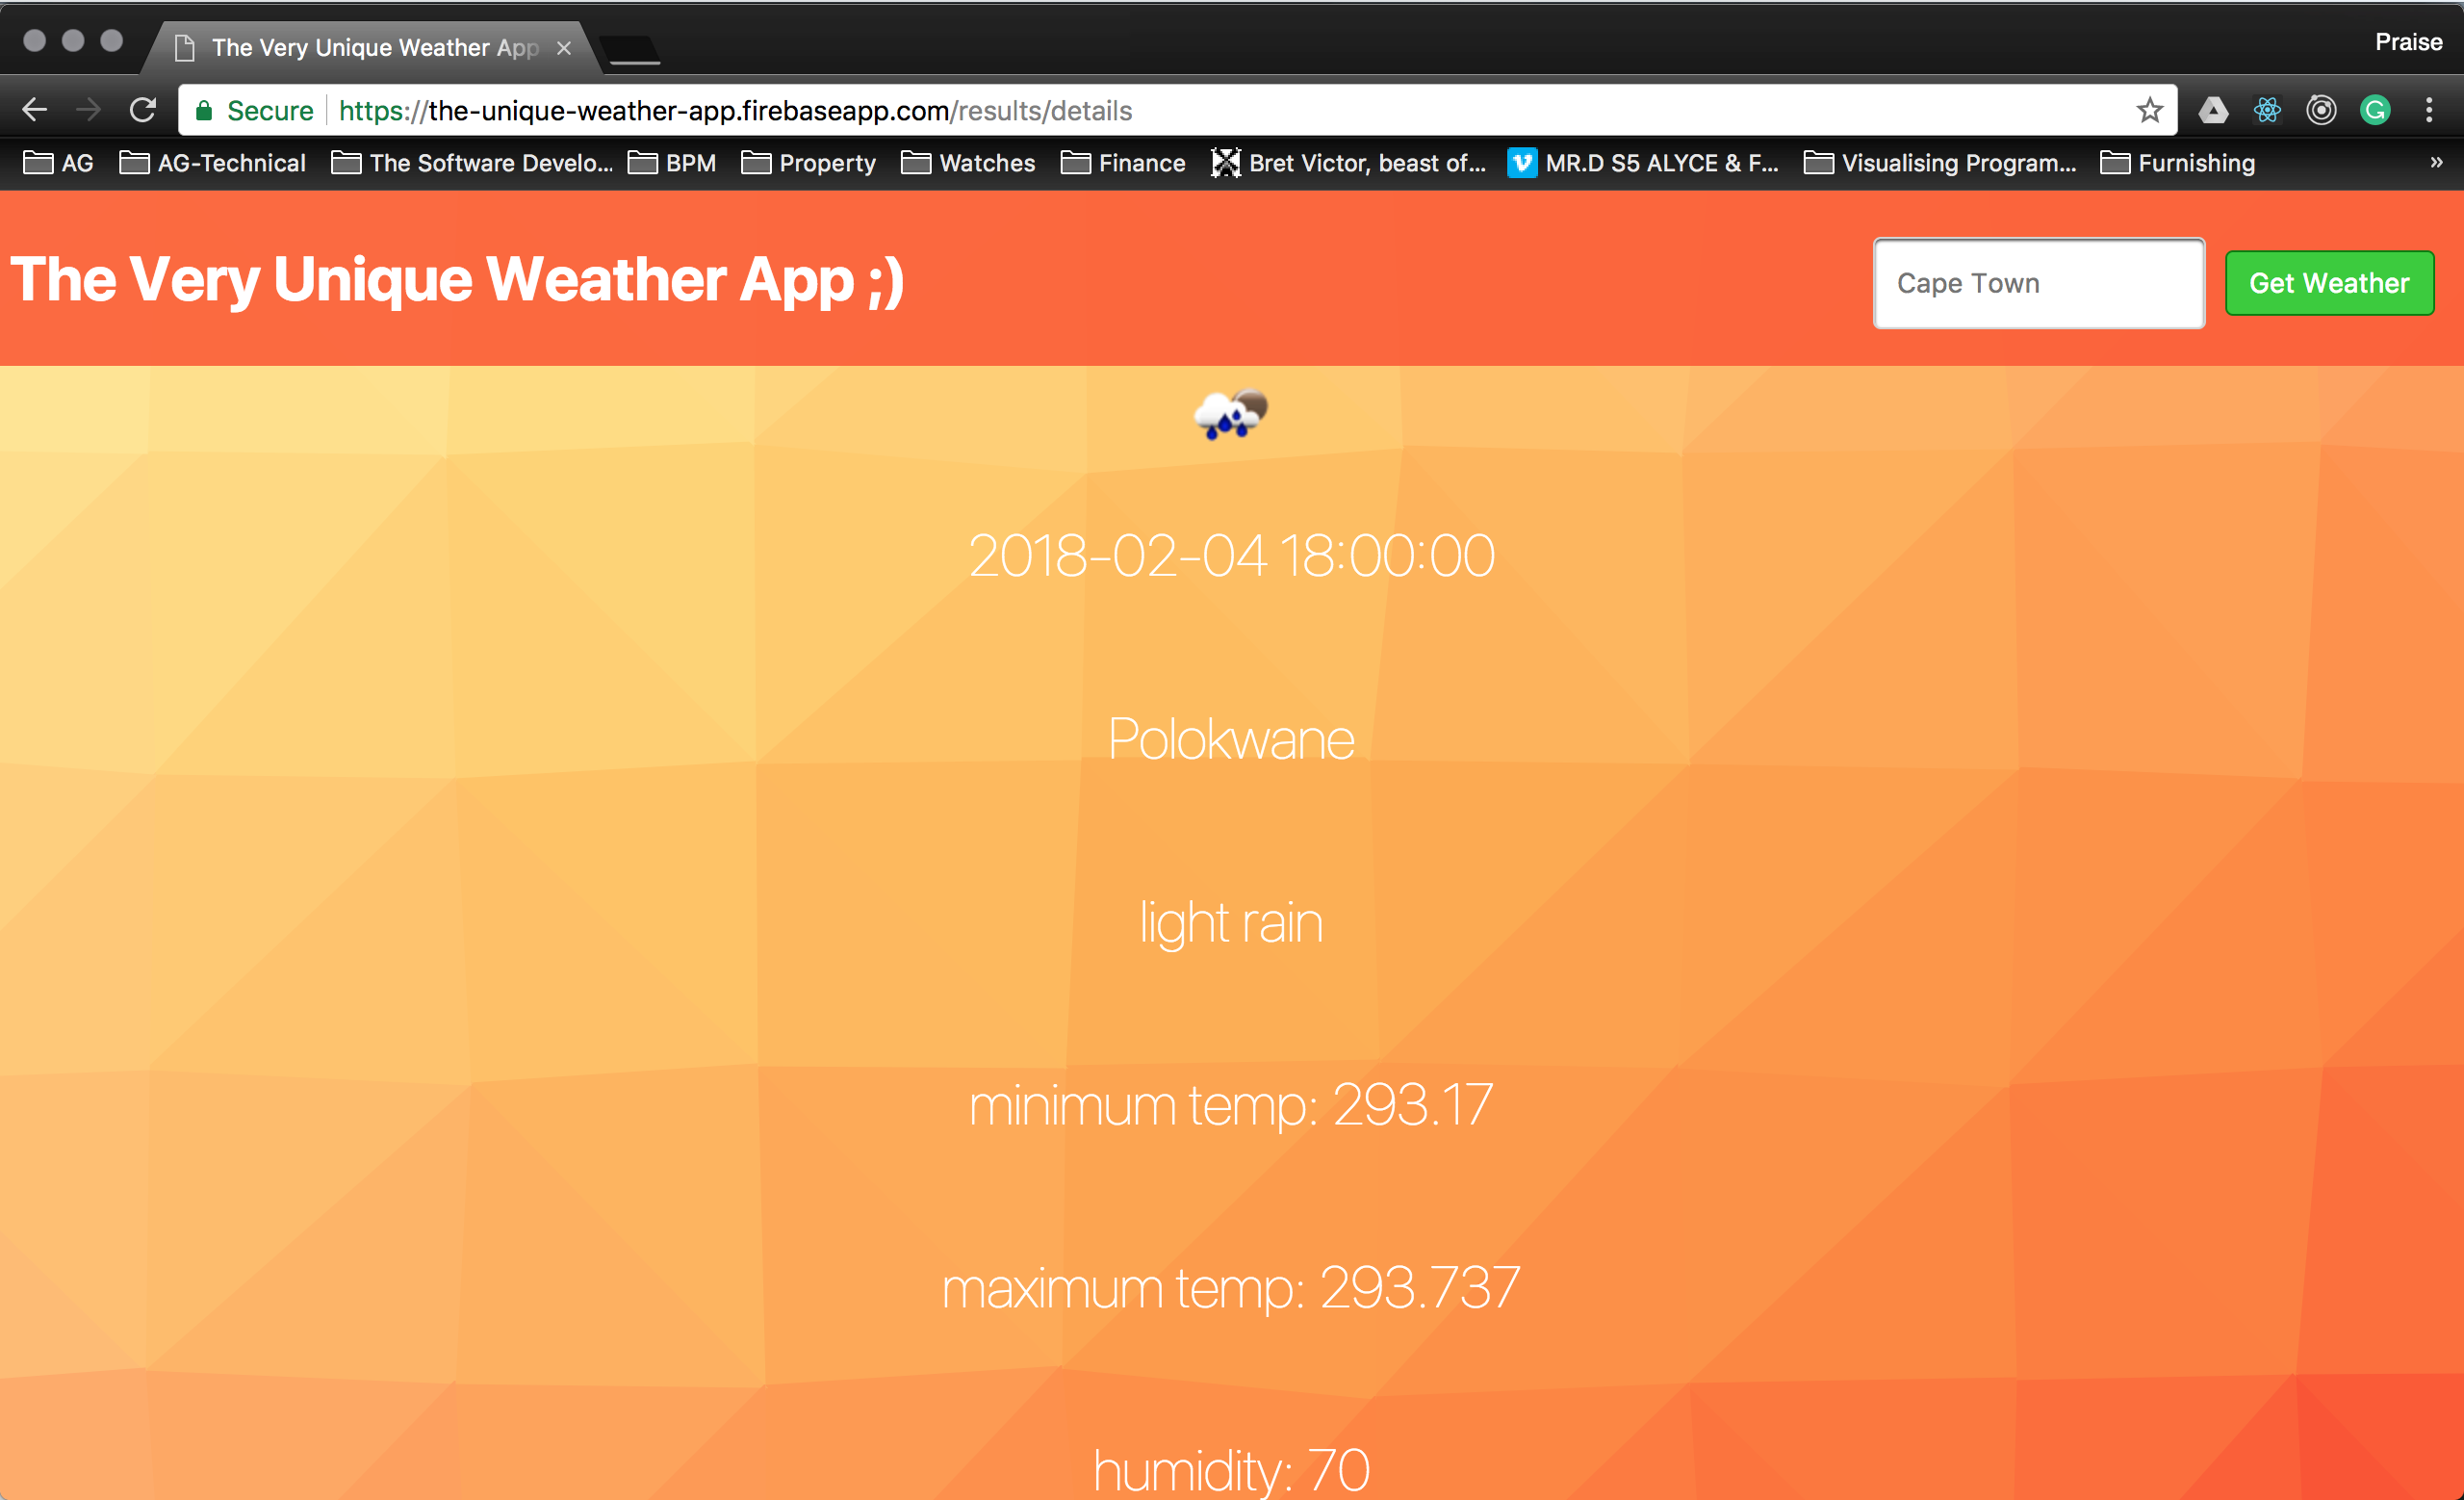 The Very Unique Weather App
Praise
Secure https://the-unique-weather-app.firebaseapp.com/results/details
AG AG-Technical The Software Develo... BPM Property Watches Finance Bret Victor, beast of... MR.D S5 ALYCE & F... Visualising Program... Furnishing »
The Very Unique Weather App ;) Cape Town Get Weather
2018-02-04 18:00:00
Polokwane
light rain
minimum temp: 293.17
maximum temp: 293.737
humidity: 70